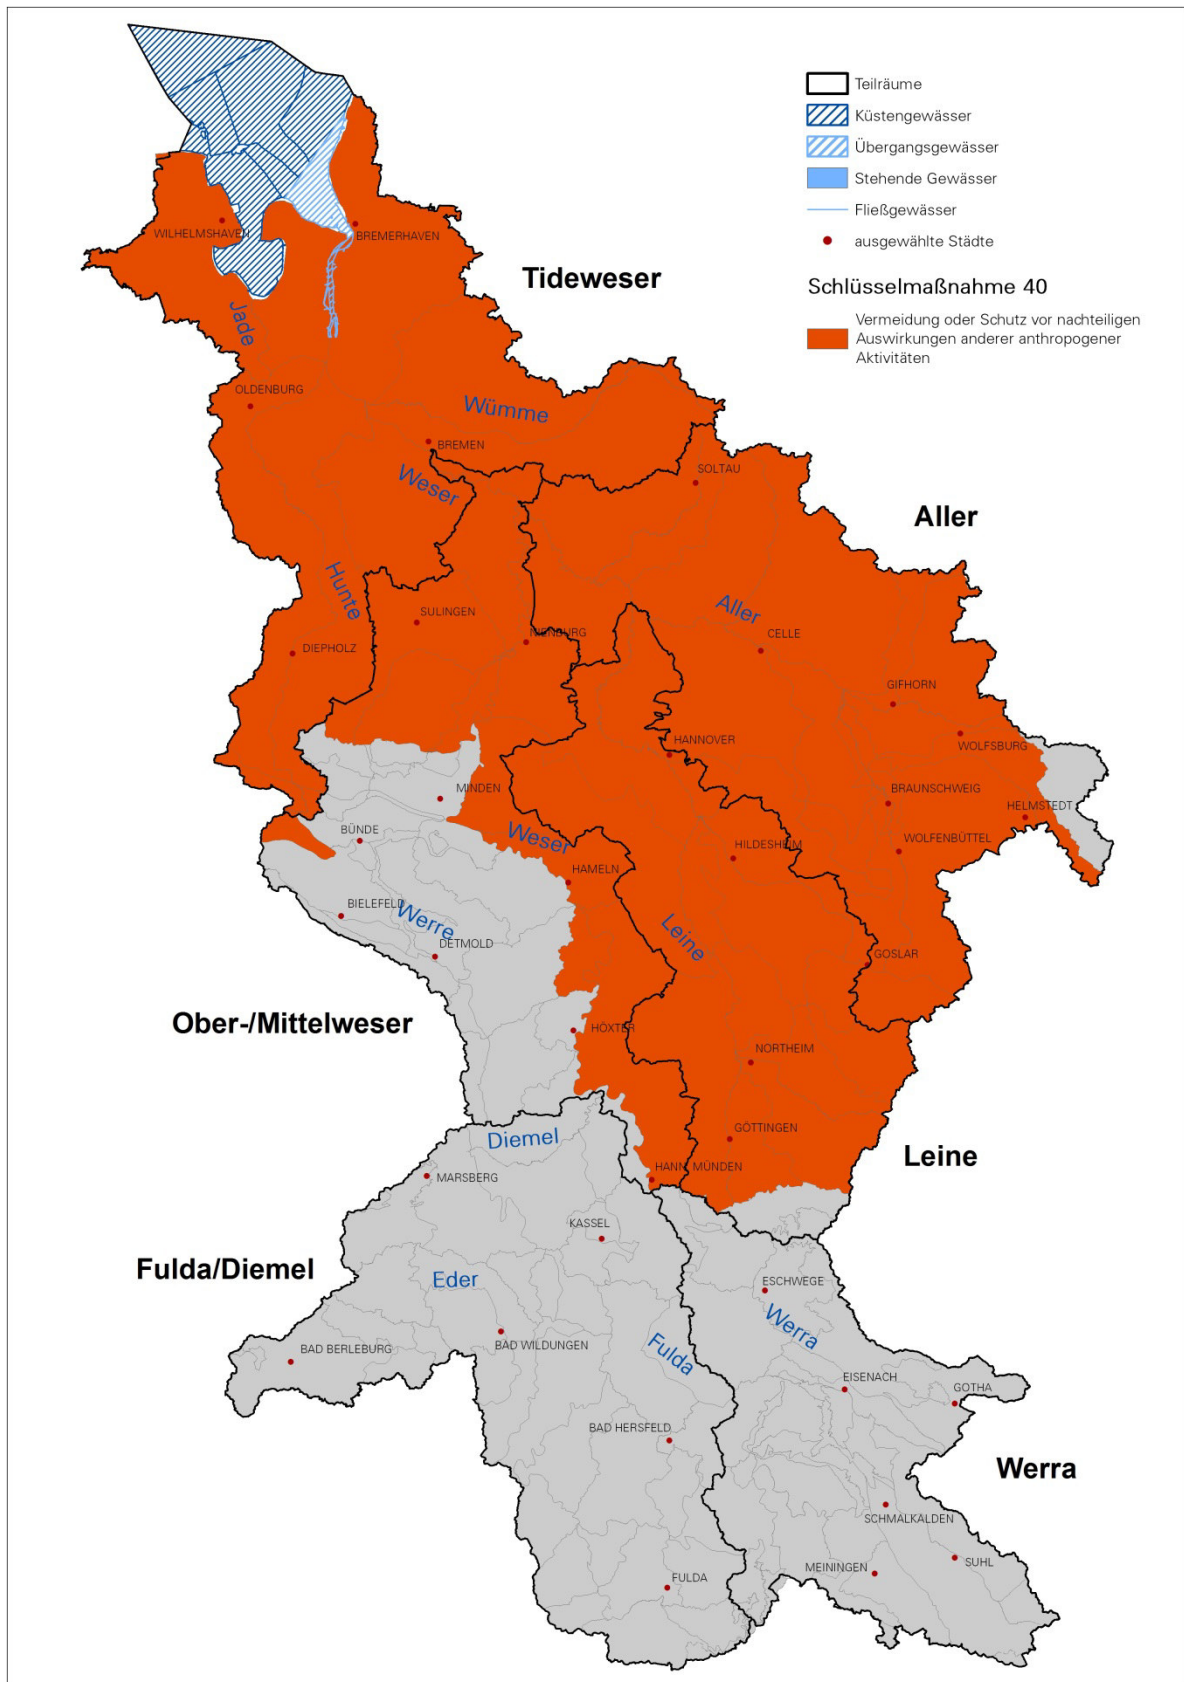 Teilräume
Küstengewässer
Übergangsgewässer
Stehende Gewässer
Fließgewässer
ausgewählte Städte
Schlüsselmaßnahme 40
Vermeidung oder Schutz vor nachteiligen
Auswirkungen anderer anthropogener
Aktivitäten
WILHELMSHAVEN
BREMERHAVEN
Tideweser
Jade
OLDENBURG
Wümme
BREMEN
Weser
SOLTAU
Aller
Hunte
SULINGEN
Aller
NIENBURG
CELLE
DIEPHOLZ
GIFHORN
HANNOVER
WOLFSBURG
MINDEN
BRAUNSCHWEIG
HELMSTEDT
BÜNDE
Weser
HILDESHEIM
WOLFENBÜTTEL
HAMELN
BIELEFELD
Werre
DETMOLD
Leine
GOSLAR
Ober-/Mittelweser
HÖXTER
NORTHEIM
Diemel
GÖTTINGEN
Leine
MARSBERG
HANN. MÜNDEN
KASSEL
Fulda/Diemel
Eder
ESCHWEGE
Werra
BAD BERLEBURG
BAD WILDUNGEN
Fulda
EISENACH
GOTHA
BAD HERSFELD
Werra
SCHMALKALDEN
MEININGEN
SUHL
FULDA